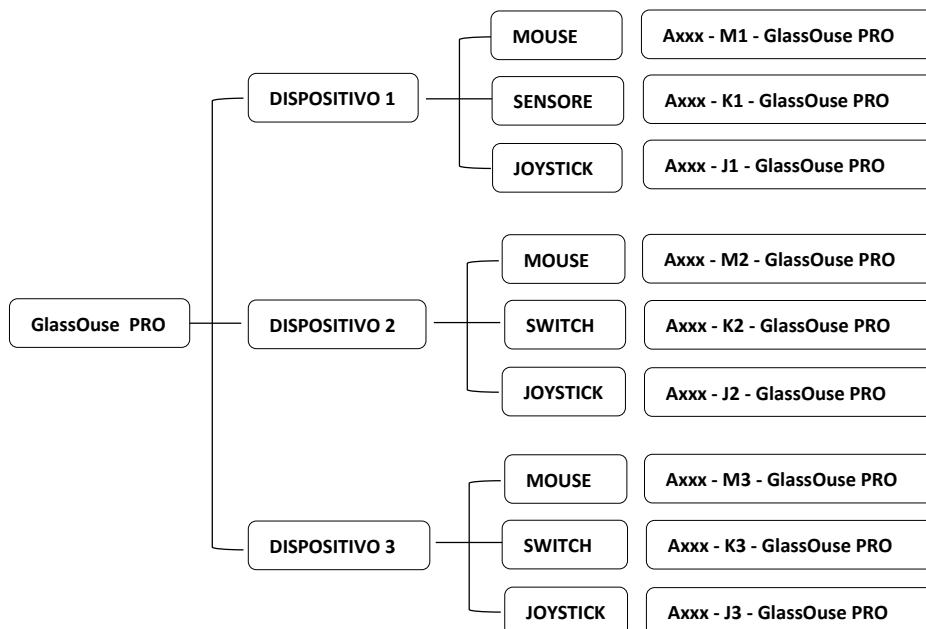 MOUSE Axxx - M1 - GlassOuse PRO
DISPOSITIVO 1 SENSORE Axxx - K1 - GlassOuse PRO
JOYSTICK Axxx - J1 - GlassOuse PRO
MOUSE Axxx - M2 - GlassOuse PRO
GlassOuse PRO DISPOSITIVO 2 SWITCH Axxx - K2 - GlassOuse PRO
JOYSTICK Axxx - J2 - GlassOuse PRO
MOUSE Axxx - M3 - GlassOuse PRO
DISPOSITIVO 3 SWITCH Axxx - K3 - GlassOuse PRO
JOYSTICK Axxx - J3 - GlassOuse PRO